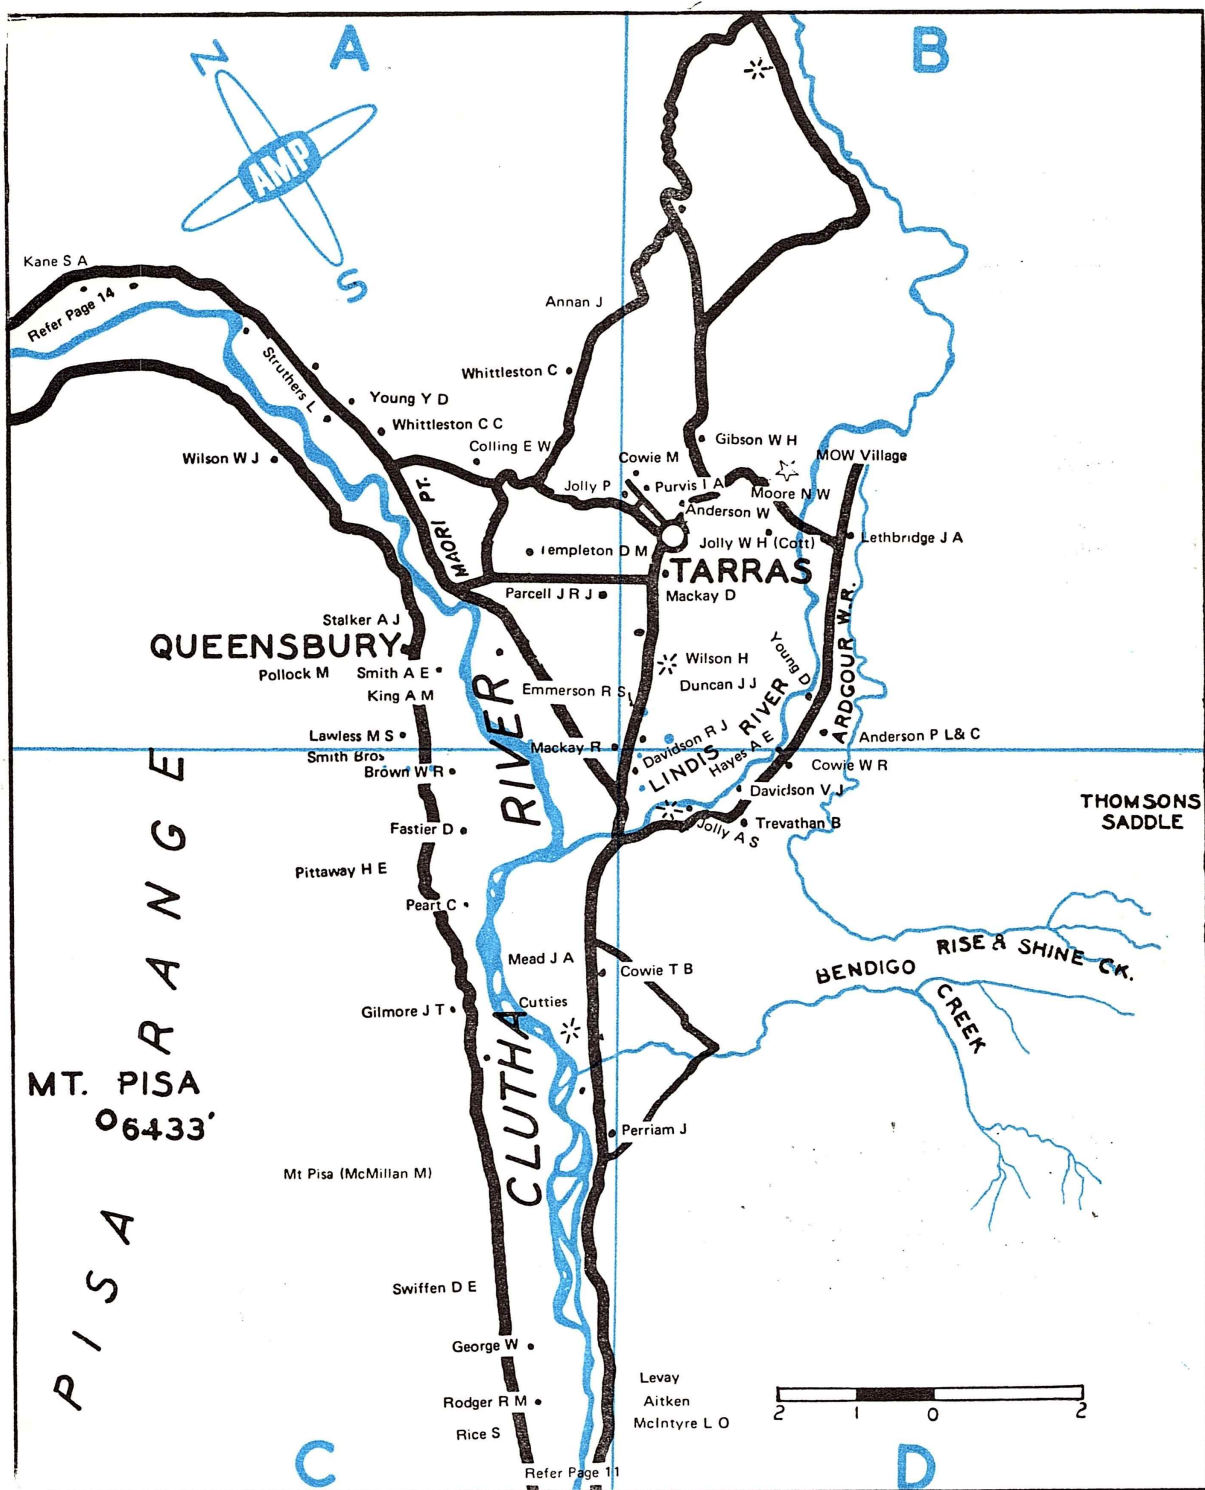 A
B
N
AMP
S
Kane S A
Refer Page 14
Annan J
Struthers L
Whittleston C
Young Y D
Whittleston C C
Gibson W H
Colling E W
MOW Village
Wilson W J
Cowie M
Jolly P
Purvis I A
Moore N W
Anderson W
MAORI PT.
Jolly W H (Cott)
Lethbridge J A
Templeton D M
TARRAS
Parcell J R J
Mackay D
Stalker A J
QUEENSBURY
ARDGOUR W.R.
Pollock M
Smith A E
Wilson H
Young D
King A M
Emmerson R S
Duncan J J
Lawless M S
Davidson R J
LINDIS RIVER
Anderson P L & C
Mackay R
Hayes A E
Smith Bros
Brown W R
Cowie W R
Davidson V J
THOMSONS
SADDLE
Fastier D
Jolly A S
Trevathan B
Pittaway H E
Peart C
CLUTHA RIVER
PISA RANGE
RISE & SHINE CK.
Mead J A
Cowie T B
BENDIGO
CREEK
Cutties
Gilmore J T
MT. PISA
6433'
Perriam J
Mt Pisa (McMillan M)
Swiffen D E
George W
Levay
Rodger R M
Aitken
McIntyre L O
Rice S
2 1 0 2
C
Refer Page 11
D